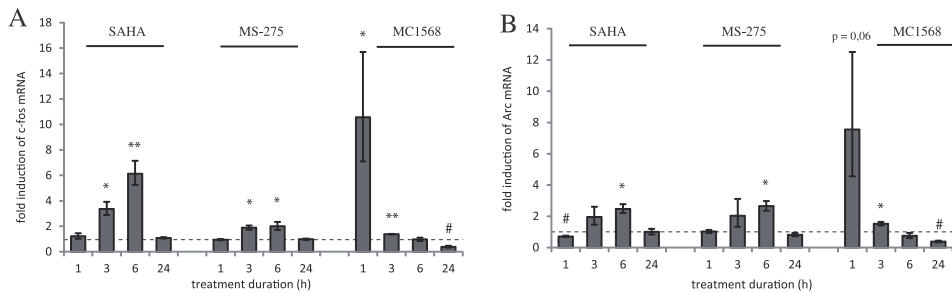 A
SAHA
MS-275
MC1568
fold induction of c-fos mRNA
18
16
14
12
10
8
6
4
2
0
*
**
*
*
*
**
#
1 3 6 24 1 3 6 24 1 3 6 24
treatment duration (h)
B
SAHA
MS-275
MC1568
fold induction of Arc mRNA
14
12
10
8
6
4
2
0
p = 0,06
#
*
*
*
#
1 3 6 24 1 3 6 24 1 3 6 24
treatment duration (h)